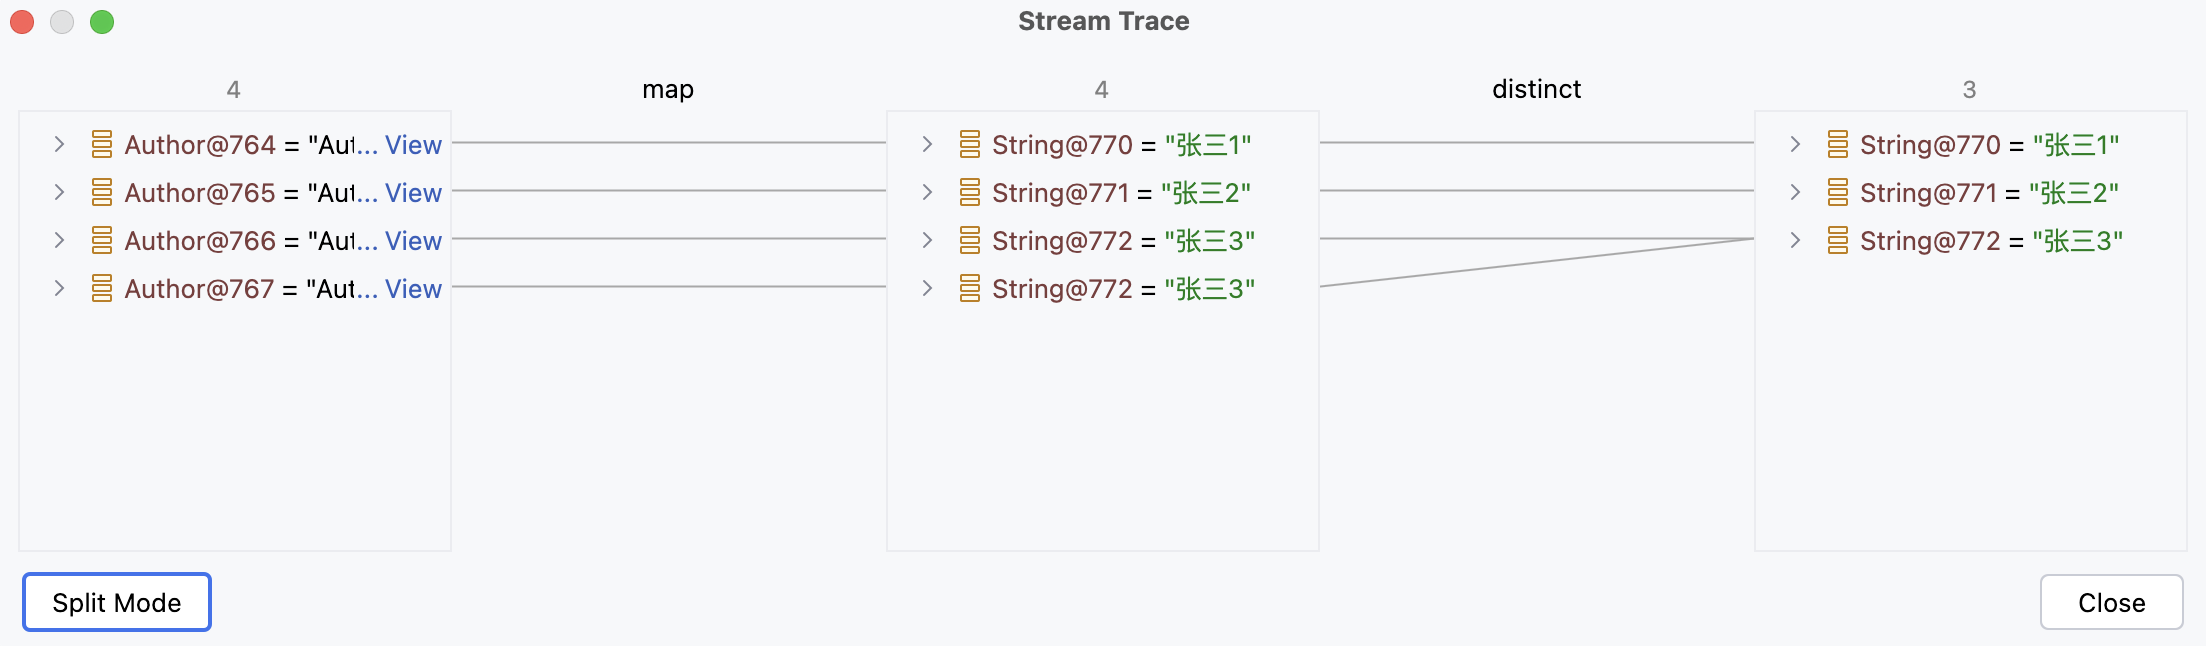 Stream Trace
4 map 4 distinct 3
Author@764 = "Aut... View String@770 = "张三1" String@770 = "张三1"
Author@765 = "Aut... View String@771 = "张三2" String@771 = "张三2"
Author@766 = "Aut... View String@772 = "张三3" String@772 = "张三3"
Author@767 = "Aut... View String@772 = "张三3"
Split Mode Close